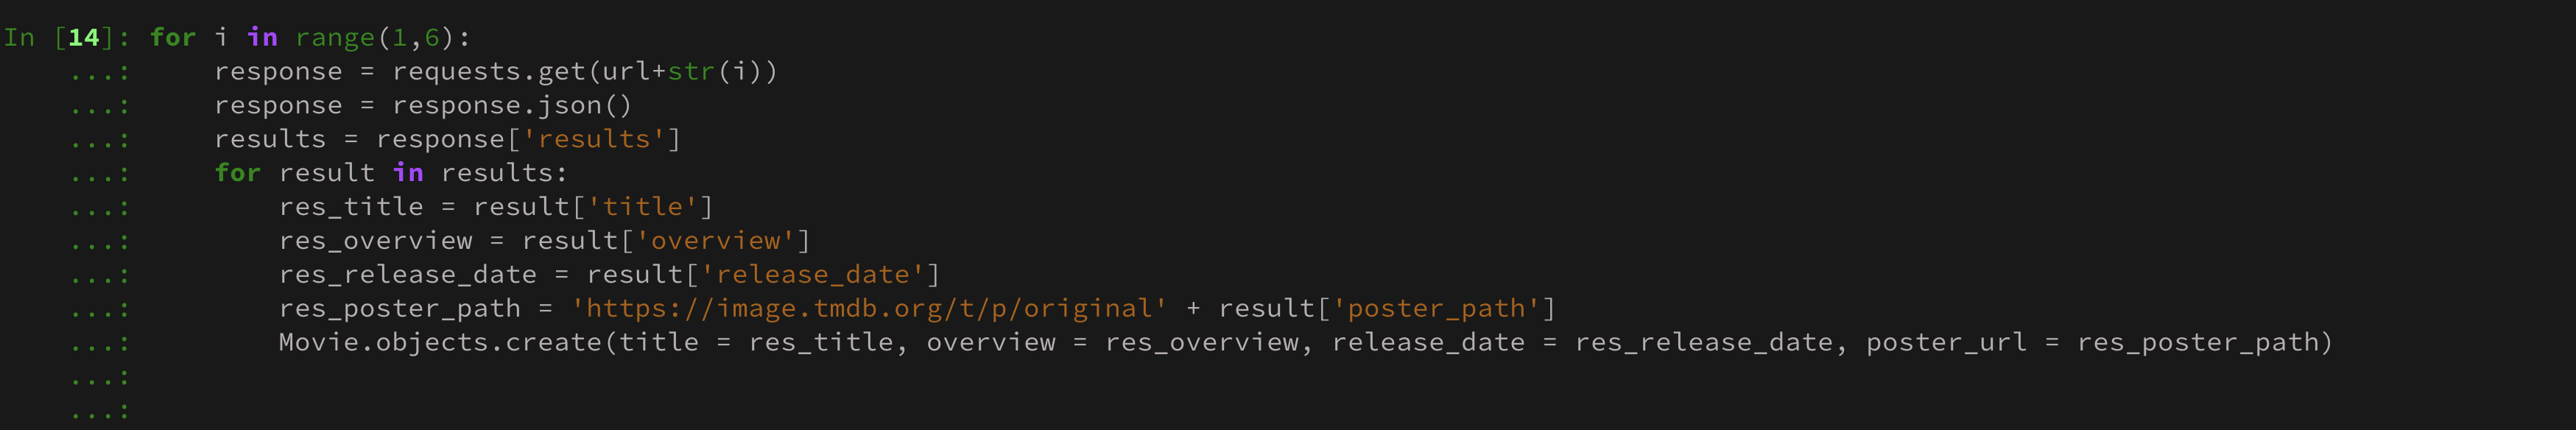 In [14]: for i in range(1,6):
    ...:     response = requests.get(url+str(i))
    ...:     response = response.json()
    ...:     results = response['results']
    ...:     for result in results:
    ...:         res_title = result['title']
    ...:         res_overview = result['overview']
    ...:         res_release_date = result['release_date']
    ...:         res_poster_path = 'https://image.tmdb.org/t/p/original' + result['poster_path']
    ...:         Movie.objects.create(title = res_title, overview = res_overview, release_date = res_release_date, poster_url = res_poster_path)
    ...:
    ...: